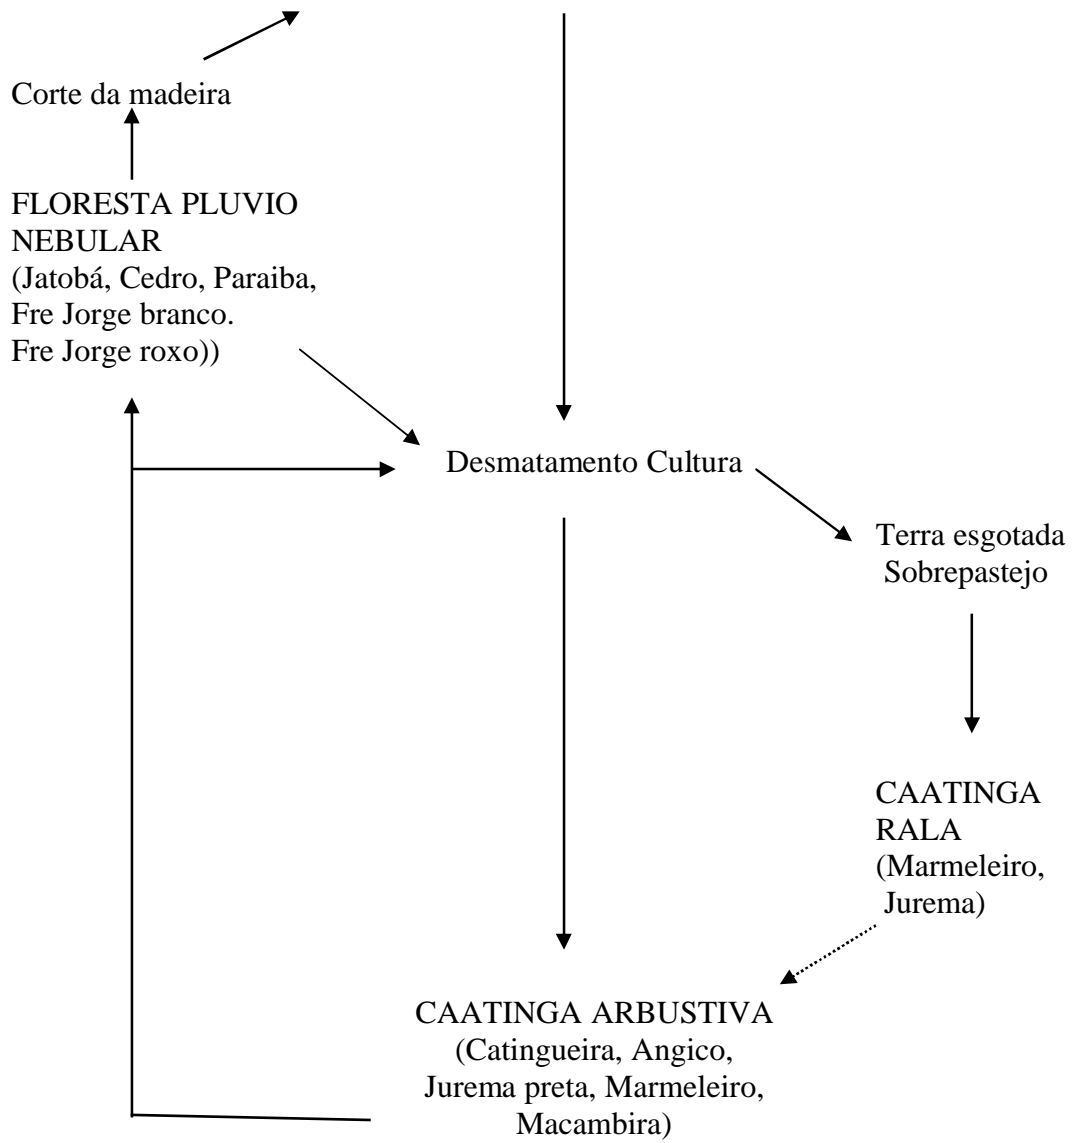 Corte da madeira
FLORESTA PLUVIO
NEBULAR
(Jatobá, Cedro, Paraiba,
Fre Jorge branco.
Fre Jorge roxo))
Desmatamento Cultura
Terra esgotada
Sobrepastejo
CAATINGA
RALA
(Marmeleiro,
Jurema)
CAATINGA ARBUSTIVA
(Catingueira, Angico,
Jurema preta, Marmeleiro,
Macambira)